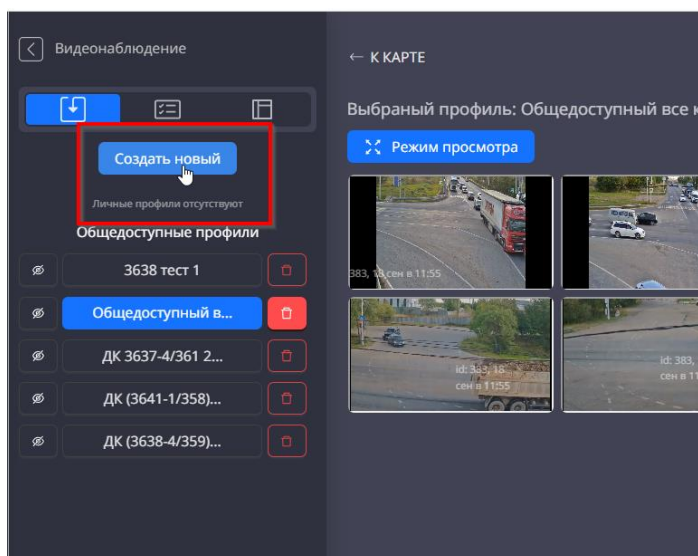 Видеонаблюдение
← К КАРТЕ
Выбраный профиль: Общедоступный все к
Создать новый
Режим просмотра
Личные профили отсутствуют
Общедоступные профили
3638 тест 1
383, 18 сен в 11:55
Общедоступный в...
ДК 3637-4/361 2...
id: 383, 18
сен в 11:55
id: 383,
сен в 11
ДК (3641-1/358)...
ДК (3638-4/359)...